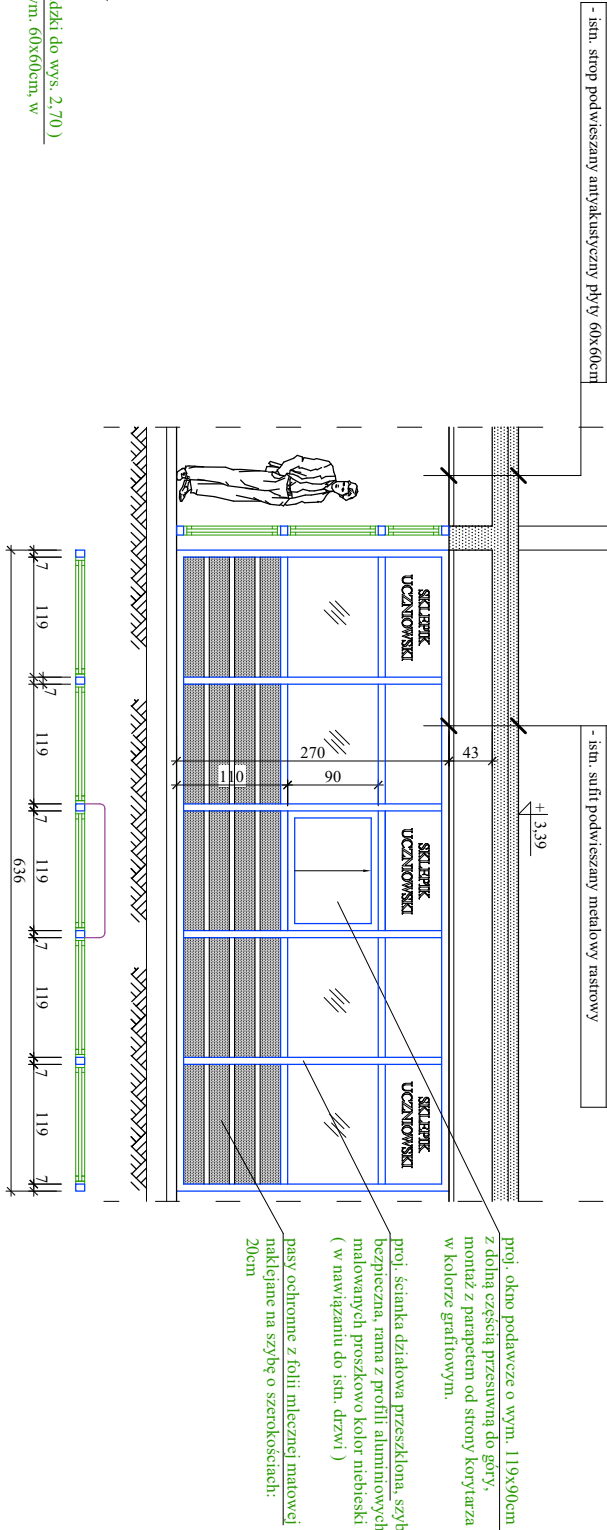 - istn. strop podwieszany antyakustyczny płyty 60x60cm
- istn. sufit podwieszany metalowy rastrowy
+ 3,39
43
270
110
90
SKLEPIK
UCZNIOWSKI
SKLEPIK
UCZNIOWSKI
SKLEPIK
UCZNIOWSKI
proj. okno podawcze o wym. 119x90cm
z dolną częścią przesuwną do góry,
montaż z parapetem od strony korytarza
w kolorze grafitowym.
proj. ścianka działowa przeszklona, szyb
bezpieczna, rama z profili aluminiowych
malowanych proszkowo kolor niebieski
( w nawiązaniu do istn. drzwi )
pasy ochronne z folii mlecznej matowej
naklejane na szybę o szerokościach:
20cm
7 119 7 119 7 119 7 119 7 119 7
636
dzki do wys. 2,70 )
ym. 60x60cm, w